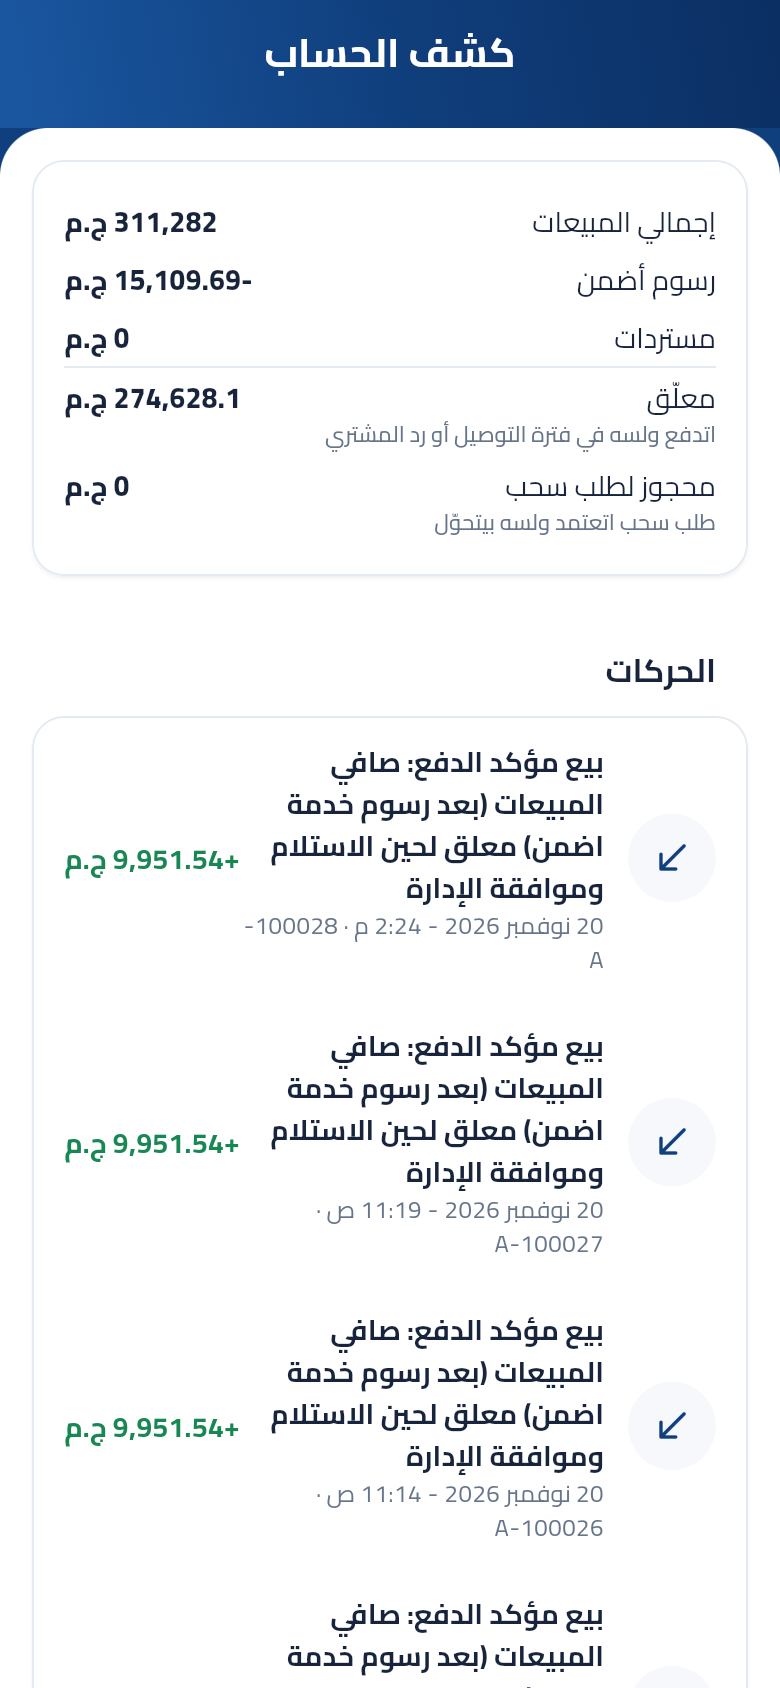 كشف الحساب
إجمالي المبيعات 311,282 ج.م
رسوم أضمن -15,109.69 ج.م
مستردات 0 ج.م
معلّق 274,628.1 ج.م
اتدفع ولسه في فترة التوصيل أو رد المشتري
محجوز لطلب سحب 0 ج.م
طلب سحب اتعتمد ولسه بيتحوّل
الحركات
بيع مؤكد الدفع: صافي
المبيعات (بعد رسوم خدمة
اضمن) معلق لحين الاستلام
وموافقة الإدارة
+9,951.54 ج.م
20 نوفمبر 2026 - 2:24 م · 100028-
A
بيع مؤكد الدفع: صافي
المبيعات (بعد رسوم خدمة
اضمن) معلق لحين الاستلام
وموافقة الإدارة
+9,951.54 ج.م
20 نوفمبر 2026 - 11:19 ص ·
A-100027
بيع مؤكد الدفع: صافي
المبيعات (بعد رسوم خدمة
اضمن) معلق لحين الاستلام
وموافقة الإدارة
+9,951.54 ج.م
20 نوفمبر 2026 - 11:14 ص ·
A-100026
بيع مؤكد الدفع: صافي
المبيعات (بعد رسوم خدمة